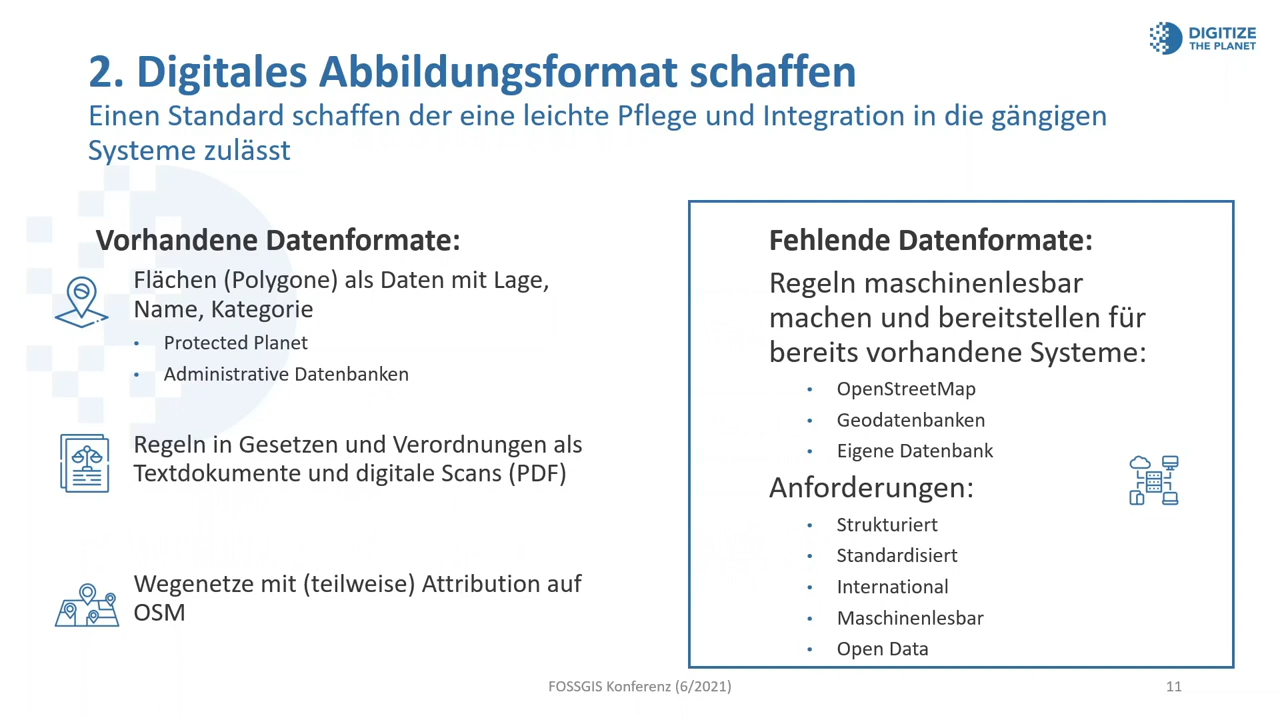 DIGITIZE
THE PLANET
2. Digitales Abbildungsformat schaffen
Einen Standard schaffen der eine leichte Pflege und Integration in die gängigen
Systeme zulässt
Vorhandene Datenformate:
Flächen (Polygone) als Daten mit Lage,
Name, Kategorie
• Protected Planet
• Administrative Datenbanken
Regeln in Gesetzen und Verordnungen als
Textdokumente und digitale Scans (PDF)
Wegenetze mit (teilweise) Attribution auf
OSM
Fehlende Datenformate:
Regeln maschinenlesbar
machen und bereitstellen für
bereits vorhandene Systeme:
• OpenStreetMap
• Geodatenbanken
• Eigene Datenbank
Anforderungen:
• Strukturiert
• Standardisiert
• International
• Maschinenlesbar
• Open Data
FOSSGIS Konferenz (6/2021)
11